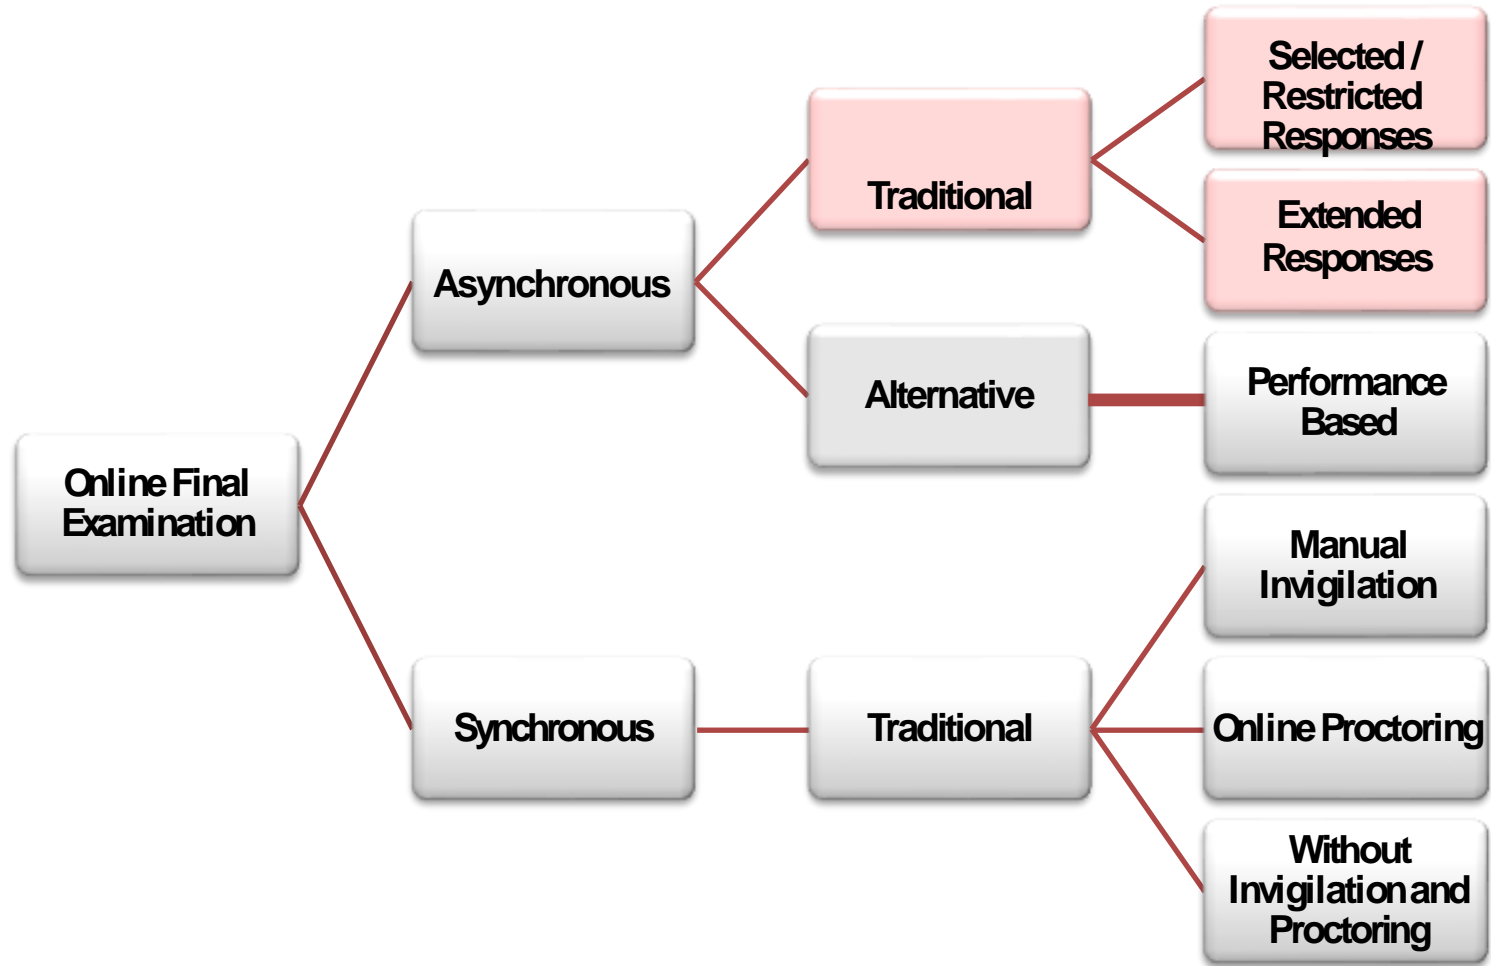 Online Final
Examination
Asynchronous
Synchronous
Traditional
Alternative
Traditional
Selected /
Restricted
Responses
Extended
Responses
Performance
Based
Manual
Invigilation
Online Proctoring
Without
Invigilation and
Proctoring